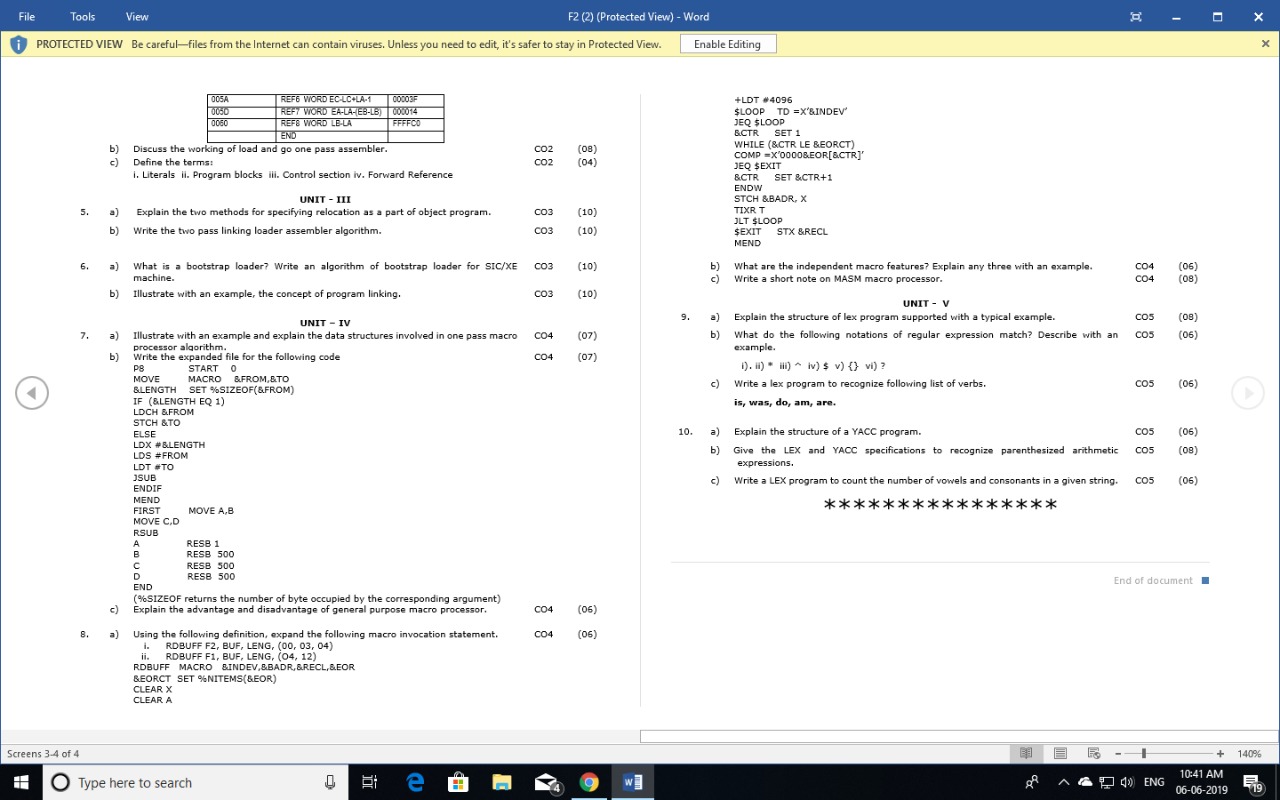 File Tools View F2 (2) (Protected View) - Word
PROTECTED VIEW Be careful—files from the Internet can contain viruses. Unless you need to edit, it's safer to stay in Protected View. Enable Editing
005A REF6 WORD EC-LC+LA-1 00003F
005D REF7 WORD EA-LA-(EB-LB) 000014
0060 REF8 WORD LB-LA FFFFC0
END
b) Discuss the working of load and go one pass assembler. CO2 (08)
c) Define the terms: CO2 (04)
i. Literals ii. Program blocks iii. Control section iv. Forward Reference
UNIT - III
5. a) Explain the two methods for specifying relocation as a part of object program. CO3 (10)
b) Write the two pass linking loader assembler algorithm. CO3 (10)
6. a) What is a bootstrap loader? Write an algorithm of bootstrap loader for SIC/XE CO3 (10)
machine.
b) Illustrate with an example, the concept of program linking. CO3 (10)
UNIT – IV
7. a) Illustrate with an example and explain the data structures involved in one pass macro CO4 (07)
processor algorithm.
b) Write the expanded file for the following code CO4 (07)
P8 START 0
MOVE MACRO &FROM,&TO
&LENGTH SET %SIZEOF(&FROM)
IF (&LENGTH EQ 1)
LDCH &FROM
STCH &TO
ELSE
LDX #&LENGTH
LDS #FROM
LDT #TO
JSUB
ENDIF
MEND
FIRST MOVE A,B
MOVE C,D
RSUB
A RESB 1
B RESB 500
C RESB 500
D RESB 500
END
(%SIZEOF returns the number of byte occupied by the corresponding argument)
c) Explain the advantage and disadvantage of general purpose macro processor. CO4 (06)
8. a) Using the following definition, expand the following macro invocation statement. CO4 (06)
i. RDBUFF F2, BUF, LENG, (00, 03, 04)
ii. RDBUFF F1, BUF, LENG, (O4, 12)
RDBUFF MACRO &INDEV,&BADR,&RECL,&EOR
&EORCT SET %NITEMS(&EOR)
CLEAR X
CLEAR A
+LDT #4096
$LOOP TD =X'&INDEV'
JEQ $LOOP
&CTR SET 1
WHILE (&CTR LE &EORCT)
COMP =X'0000&EOR[&CTR]'
JEQ $EXIT
&CTR SET &CTR+1
ENDW
STCH &BADR, X
TIXR T
JLT $LOOP
$EXIT STX &RECL
MEND
b) What are the independent macro features? Explain any three with an example. CO4 (06)
c) Write a short note on MASM macro processor. CO4 (08)
UNIT - V
9. a) Explain the structure of lex program supported with a typical example. CO5 (08)
b) What do the following notations of regular expression match? Describe with an CO5 (06)
example.
i). ii) * iii) ^ iv) $ v) {} vi) ?
c) Write a lex program to recognize following list of verbs. CO5 (06)
is, was, do, am, are.
10. a) Explain the structure of a YACC program. CO5 (06)
b) Give the LEX and YACC specifications to recognize parenthesized arithmetic CO5 (08)
expressions.
c) Write a LEX program to count the number of vowels and consonants in a given string. CO5 (06)
***************
End of document
Screens 3-4 of 4 140%
Type here to search 4 ENG 10:41 AM 19
06-06-2019